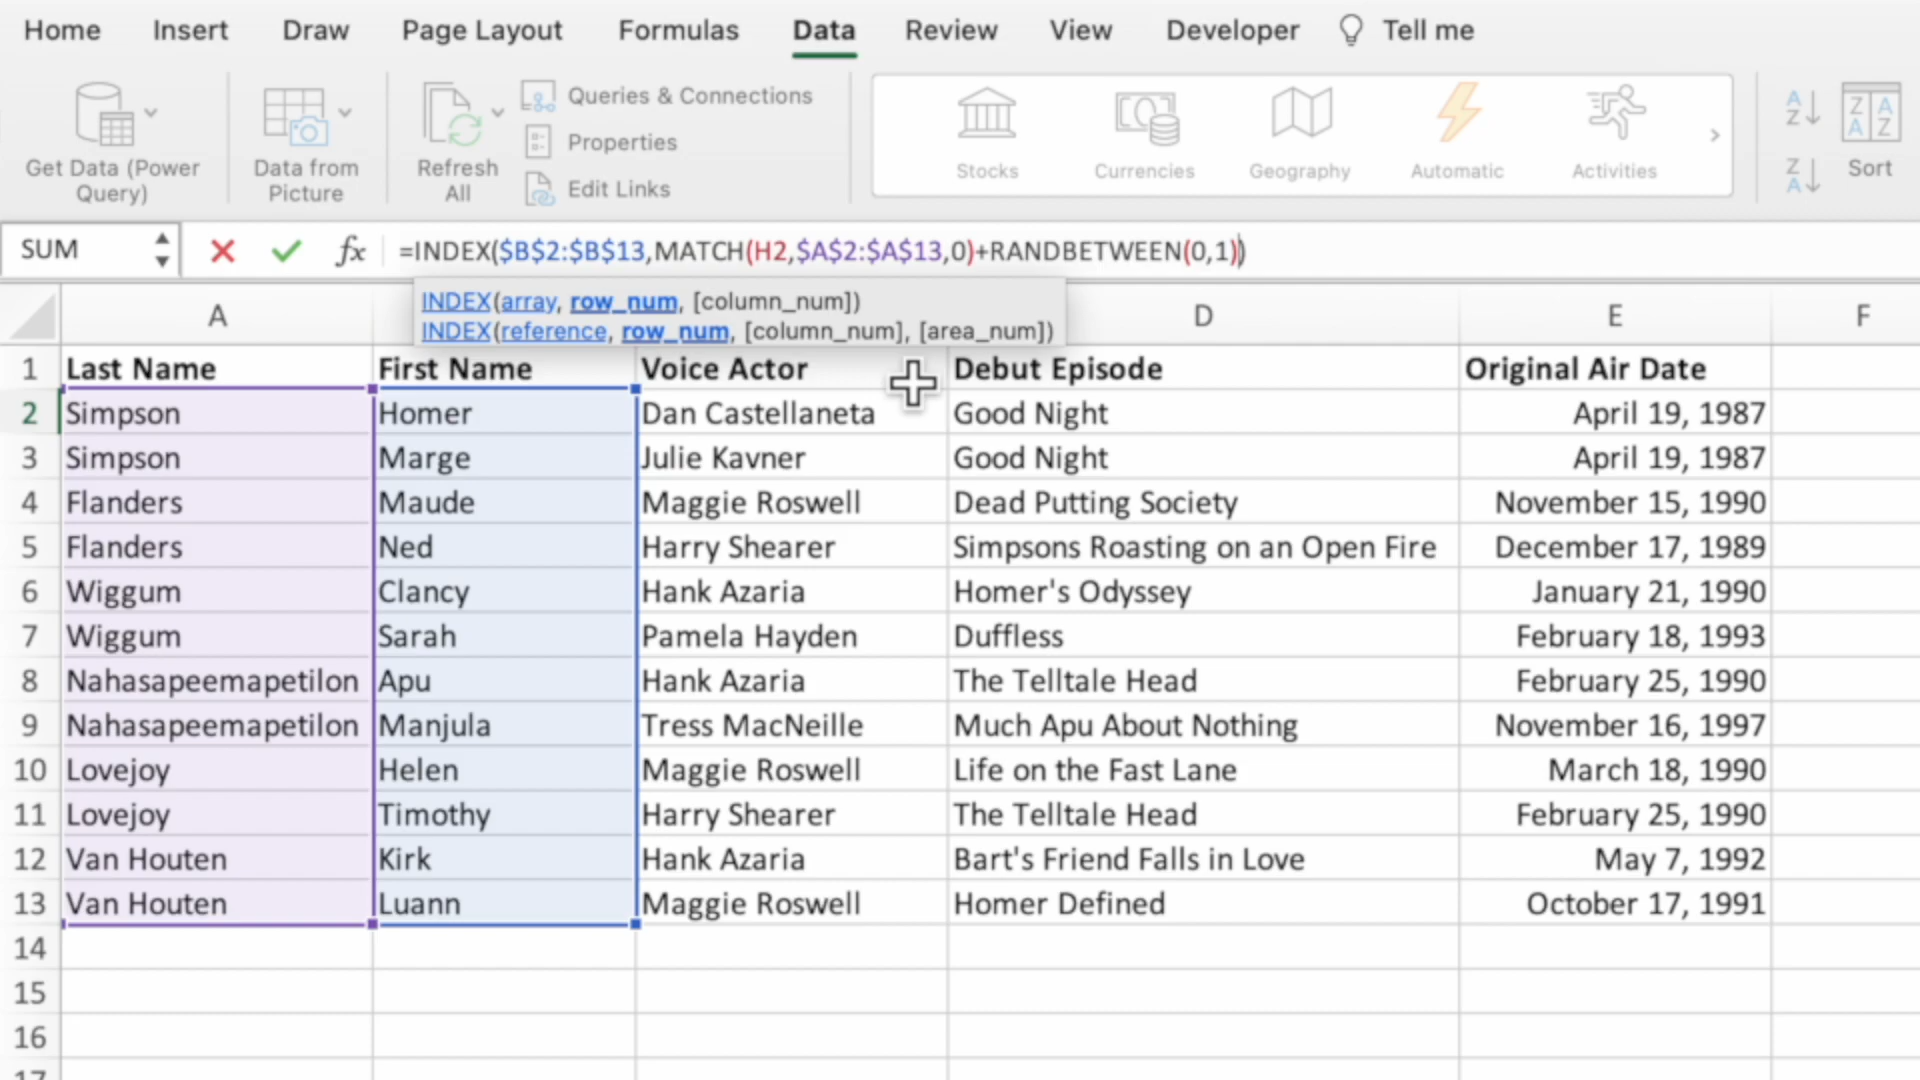 Home Insert Draw Page Layout Formulas Data Review View Developer Tell me
Get Data (Power Query)
Data from Picture
Refresh All
Queries & Connections
Properties
Edit Links
Stocks Currencies Geography Automatic Activities
A Z
Z A
Z A A Z
Sort
SUM fx =INDEX($B$2:$B$13,MATCH(H2,$A$2:$A$13,0)+RANDBETWEEN(0,1))
INDEX(array, row_num, [column_num])
INDEX(reference, row_num, [column_num], [area_num])
A D E F
1 Last Name First Name Voice Actor Debut Episode Original Air Date
2 Simpson Homer Dan Castellaneta Good Night April 19, 1987
3 Simpson Marge Julie Kavner Good Night April 19, 1987
4 Flanders Maude Maggie Roswell Dead Putting Society November 15, 1990
5 Flanders Ned Harry Shearer Simpsons Roasting on an Open Fire December 17, 1989
6 Wiggum Clancy Hank Azaria Homer's Odyssey January 21, 1990
7 Wiggum Sarah Pamela Hayden Duffless February 18, 1993
8 Nahasapeemapetilon Apu Hank Azaria The Telltale Head February 25, 1990
9 Nahasapeemapetilon Manjula Tress MacNeille Much Apu About Nothing November 16, 1997
10 Lovejoy Helen Maggie Roswell Life on the Fast Lane March 18, 1990
11 Lovejoy Timothy Harry Shearer The Telltale Head February 25, 1990
12 Van Houten Kirk Hank Azaria Bart's Friend Falls in Love May 7, 1992
13 Van Houten Luann Maggie Roswell Homer Defined October 17, 1991
14
15
16
17